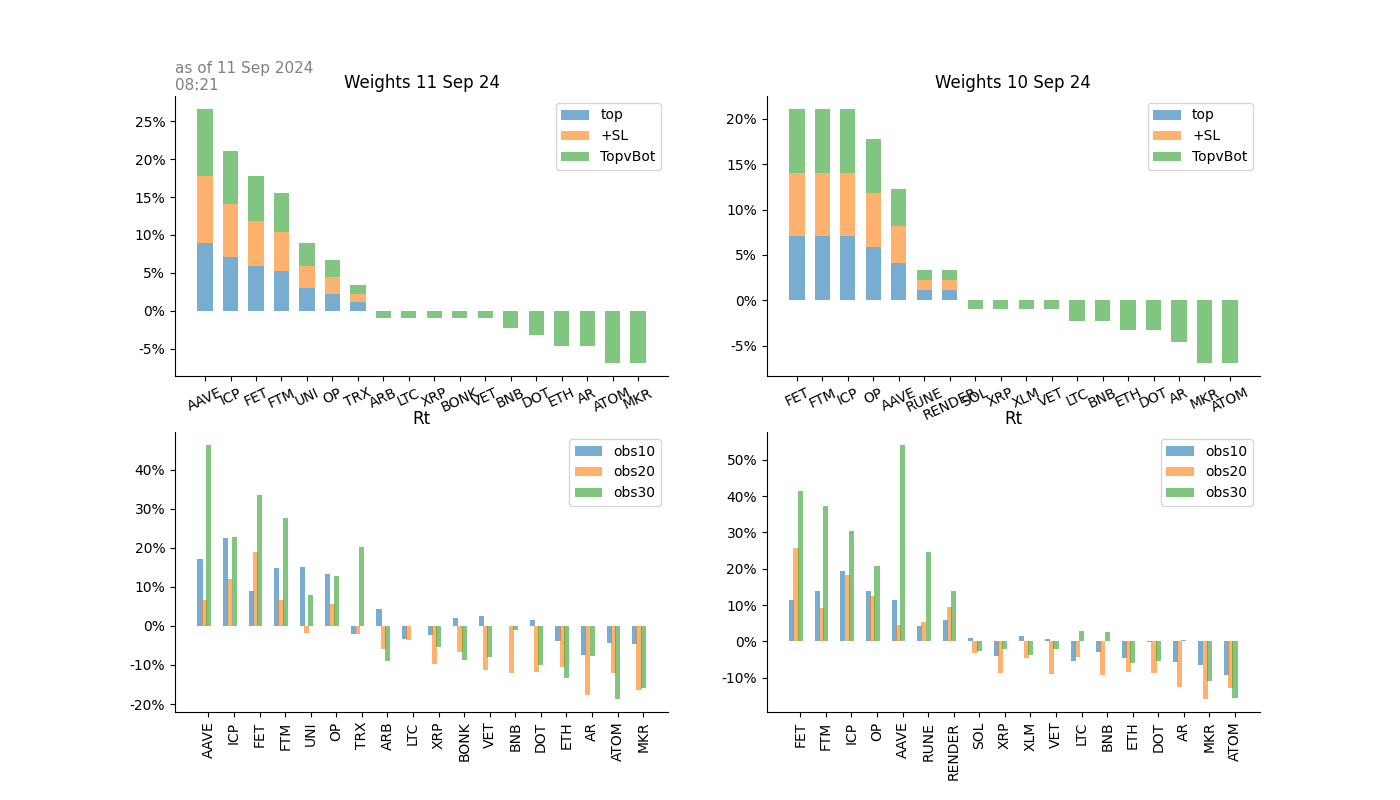 as of 11 Sep 2024
08:21
Weights 11 Sep 24
25%
20%
15%
10%
5%
0%
-5%
top
+SL
TopvBot
AAVE ICP FET FTM UNI OP TRX ARB LTC XRP BONK VET BNB DOT ETH AR ATOM MKR
Weights 10 Sep 24
20%
15%
10%
5%
0%
-5%
top
+SL
TopvBot
FET FTM ICP OP AAVE RUNE RENDER SOL XRP XLM VET LTC BNB ETH DOT AR MKR ATOM
Rt
40%
30%
20%
10%
0%
-10%
-20%
obs10
obs20
obs30
AAVE ICP FET FTM UNI OP TRX ARB LTC XRP BONK VET BNB DOT ETH AR ATOM MKR
Rt
50%
40%
30%
20%
10%
0%
-10%
obs10
obs20
obs30
FET FTM ICP OP AAVE RUNE RENDER SOL XRP XLM VET LTC BNB ETH DOT AR MKR ATOM